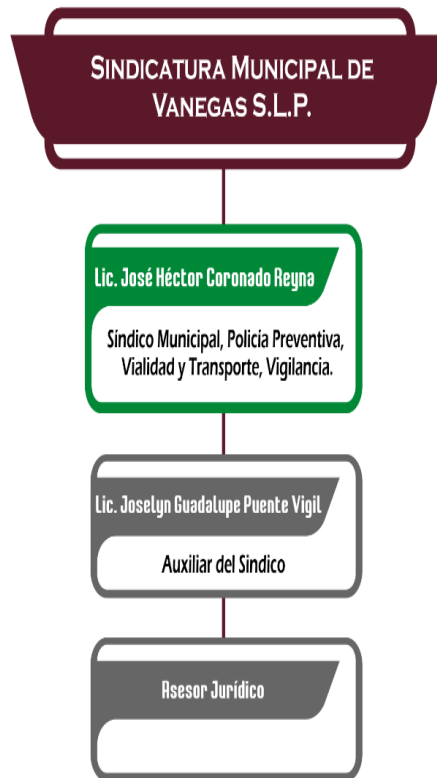 SINDICATURA MUNICIPAL DE
VANEGAS S.L.P.
Lic. José Héctor Coronado Reyna
Síndico Municipal, Policía Preventiva,
Vialidad y Transporte, Vigilancia.
Lic. Joselyn Guadalupe Puente Vigil
Auxiliar del Sindico
Asesor Jurídico